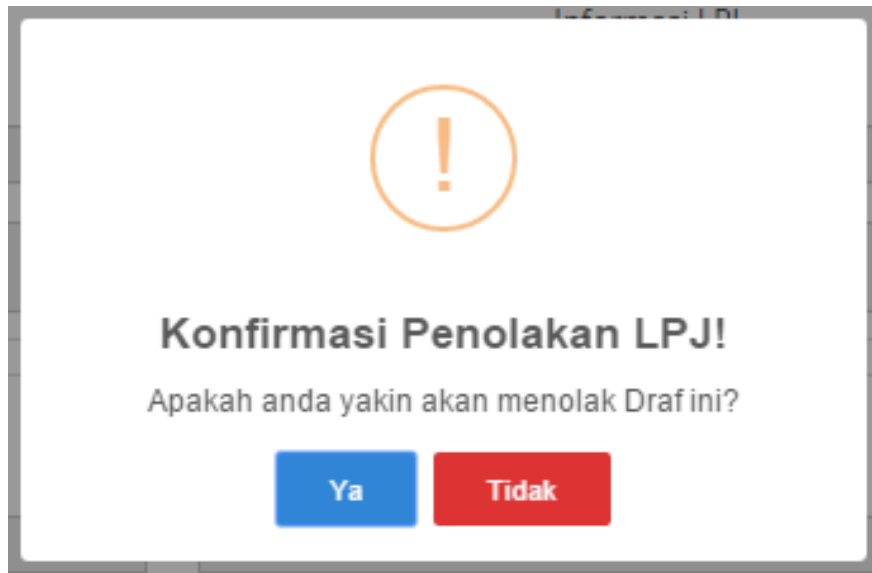 !
Konfirmasi Penolakan LPJ!
Apakah anda yakin akan menolak Draf ini?
Ya
Tidak